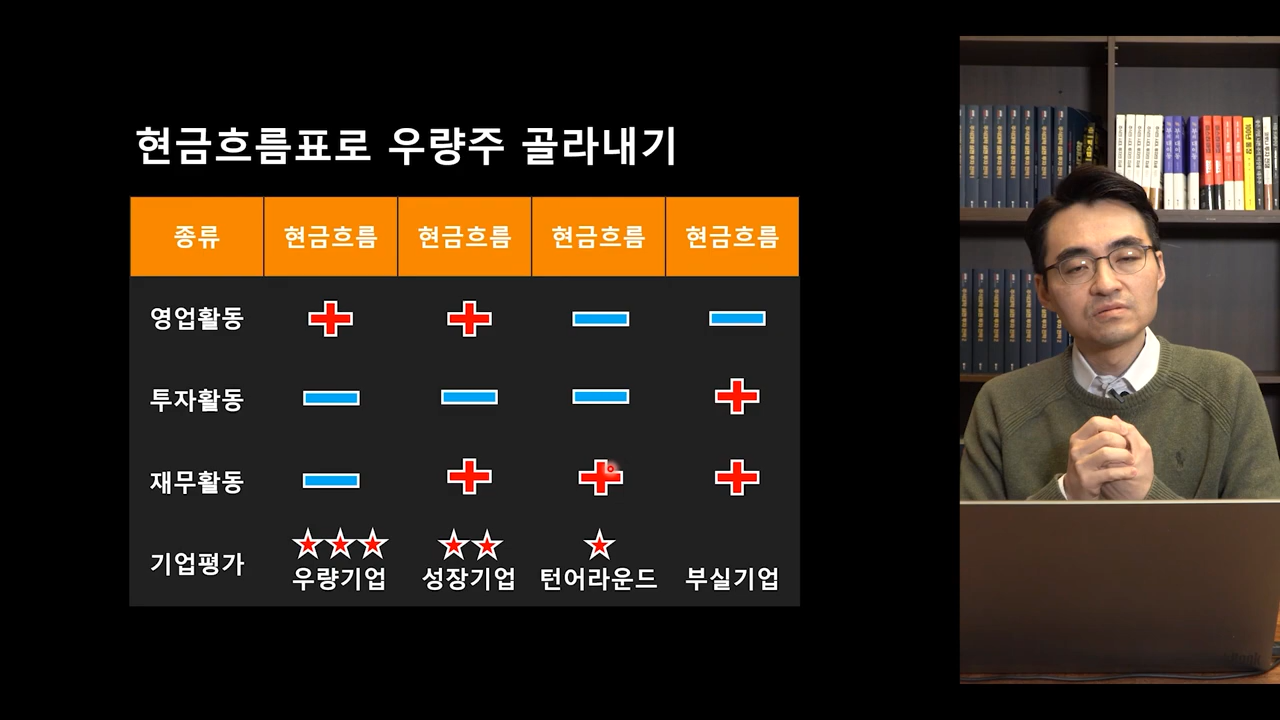 현금흐름표로 우량주 골라내기
종류 현금흐름 현금흐름 현금흐름 현금흐름
영업활동 + + - -
투자활동 - - - +
재무활동 - + + +
기업평가 ★★★ ★★ ★
우량기업 성장기업 턴어라운드 부실기업